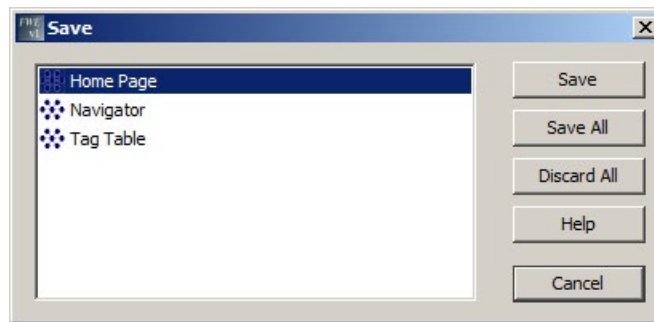 Save
Home Page
Navigator
Tag Table
Save
Save All
Discard All
Help
Cancel